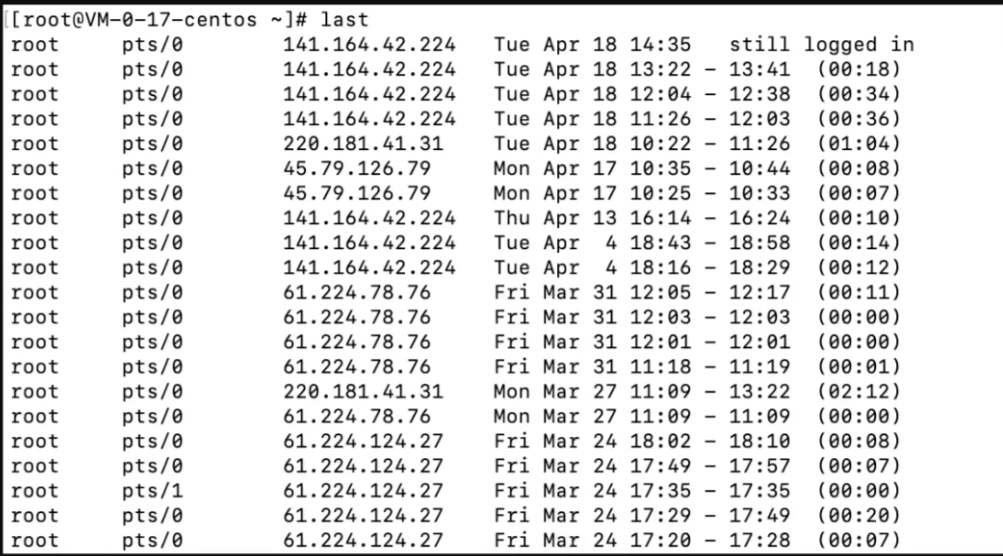 [[root@VM-0-17-centos ~]# last
root     pts/0        141.164.42.224   Tue Apr 18 14:35   still logged in
root     pts/0        141.164.42.224   Tue Apr 18 13:22 - 13:41  (00:18)
root     pts/0        141.164.42.224   Tue Apr 18 12:04 - 12:38  (00:34)
root     pts/0        141.164.42.224   Tue Apr 18 11:26 - 12:03  (00:36)
root     pts/0        220.181.41.31    Tue Apr 18 10:22 - 11:26  (01:04)
root     pts/0        45.79.126.79     Mon Apr 17 10:35 - 10:44  (00:08)
root     pts/0        45.79.126.79     Mon Apr 17 10:25 - 10:33  (00:07)
root     pts/0        141.164.42.224   Thu Apr 13 16:14 - 16:24  (00:10)
root     pts/0        141.164.42.224   Tue Apr  4 18:43 - 18:58  (00:14)
root     pts/0        141.164.42.224   Tue Apr  4 18:16 - 18:29  (00:12)
root     pts/0        61.224.78.76     Fri Mar 31 12:05 - 12:17  (00:11)
root     pts/0        61.224.78.76     Fri Mar 31 12:03 - 12:03  (00:00)
root     pts/0        61.224.78.76     Fri Mar 31 12:01 - 12:01  (00:00)
root     pts/0        61.224.78.76     Fri Mar 31 11:18 - 11:19  (00:01)
root     pts/0        220.181.41.31    Mon Mar 27 11:09 - 13:22  (02:12)
root     pts/0        61.224.78.76     Mon Mar 27 11:09 - 11:09  (00:00)
root     pts/0        61.224.124.27    Fri Mar 24 18:02 - 18:10  (00:08)
root     pts/0        61.224.124.27    Fri Mar 24 17:49 - 17:57  (00:07)
root     pts/1        61.224.124.27    Fri Mar 24 17:35 - 17:35  (00:00)
root     pts/0        61.224.124.27    Fri Mar 24 17:29 - 17:49  (00:20)
root     pts/0        61.224.124.27    Fri Mar 24 17:20 - 17:28  (00:07)